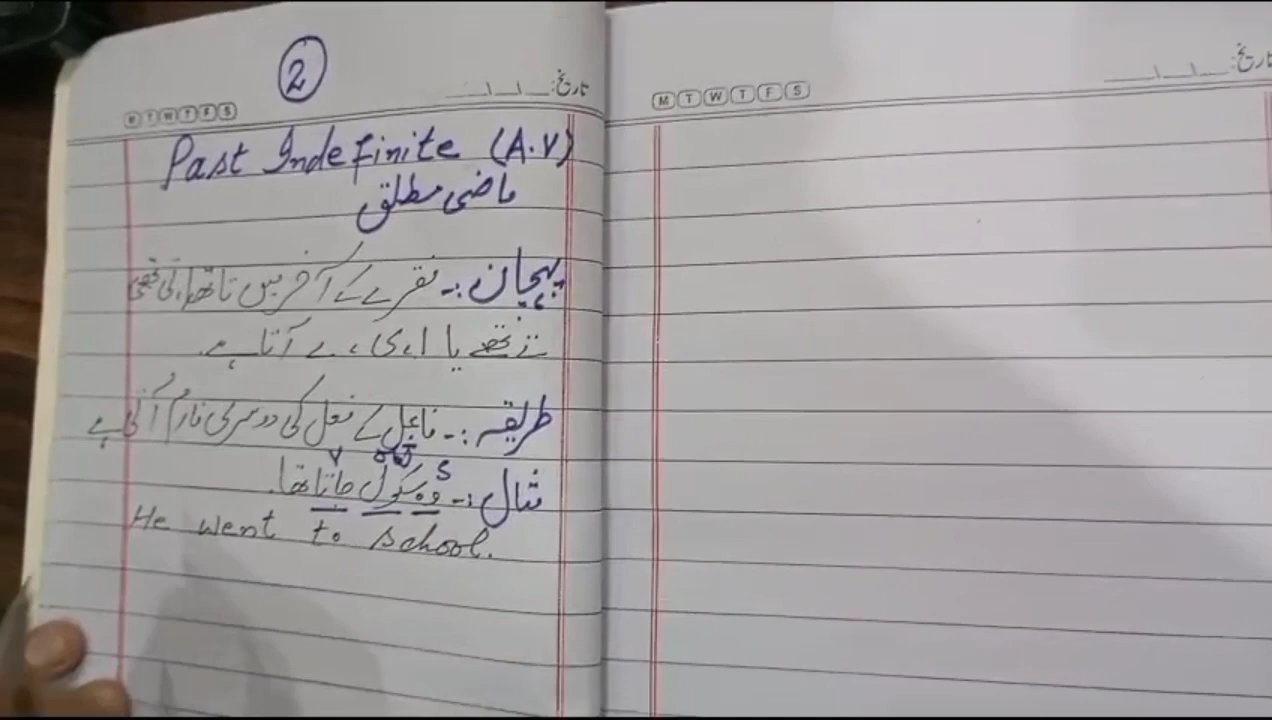 2
تاریخ:
M T W T F S
Past Indefinite (A.V)
ماضی مطلق
پہچان :۔ فقرے کے آخر میں تا تھا، تی تھی
تے تھے یا ا، ی، ے آتا ہے۔
طریقہ :۔ فاعل کے فعل کی دوسری فارم آتی ہے
V S
مثال :۔ وہ سکول جاتا تھا۔
He went to school.
تاریخ:
M T W T F S